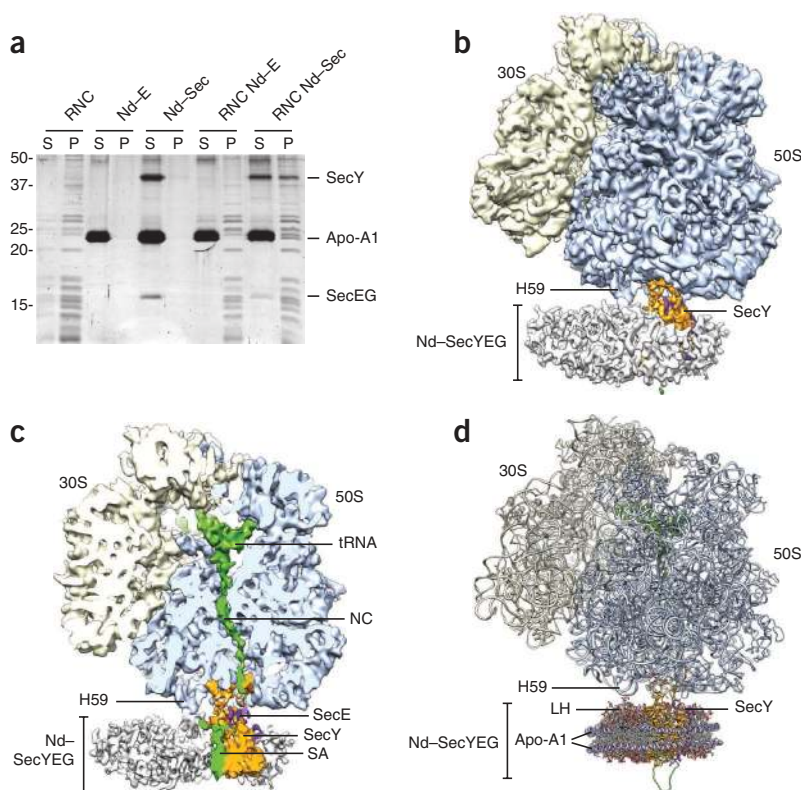 a
RNC
Nd–E
Nd–Sec
RNC Nd–E
RNC Nd–Sec
S P S P S P S P S P
50-
37-
25-
20-
15-
SecY
Apo-A1
SecEG
b
30S
50S
H59
SecY
Nd–SecYEG
c
30S
50S
tRNA
NC
H59
SecE
SecY
SA
Nd–
SecYEG
d
30S
50S
H59
LH
SecY
Nd–SecYEG
Apo-A1